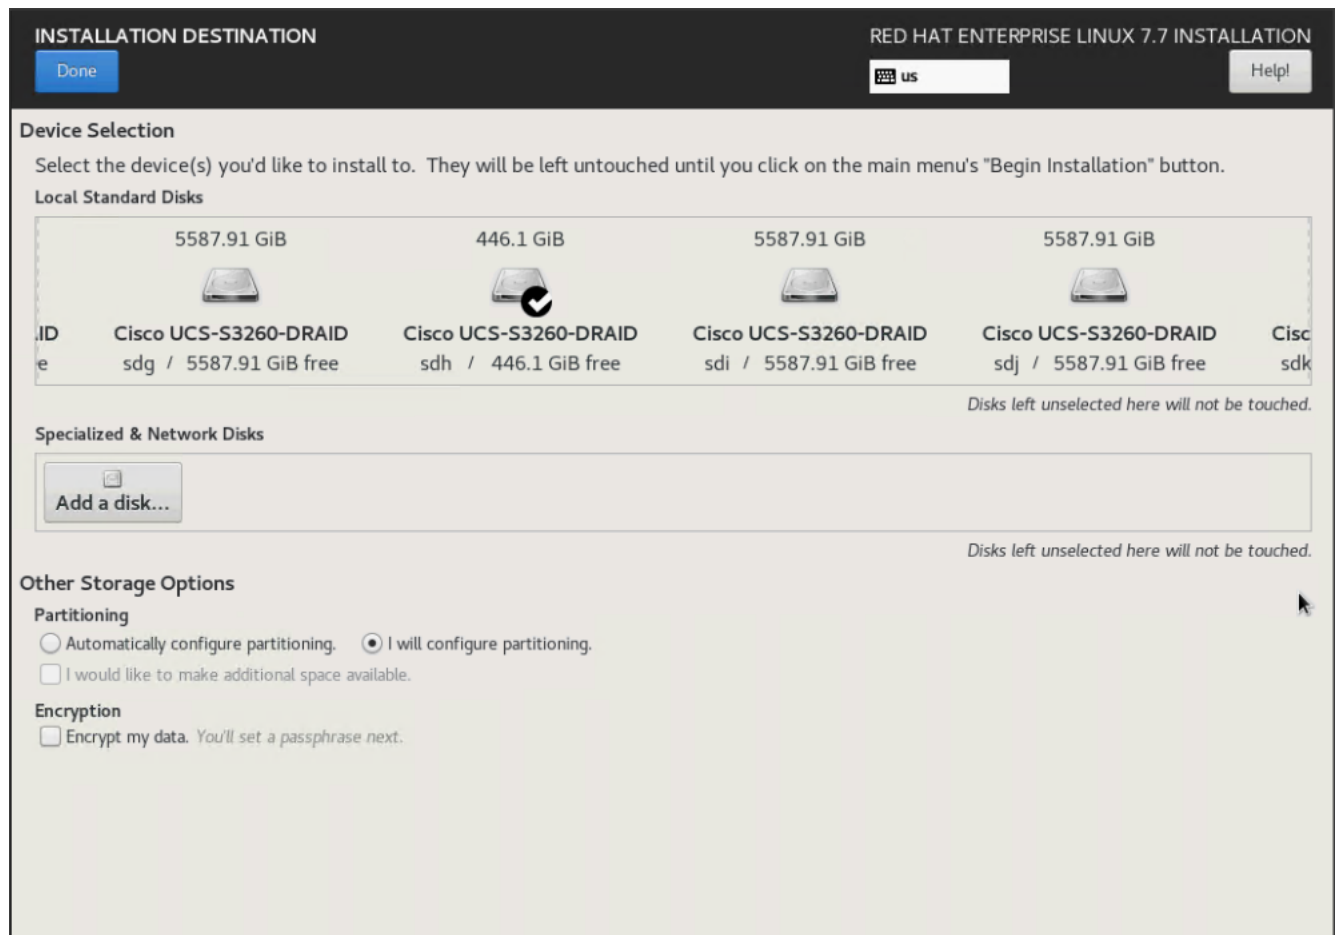 INSTALLATION DESTINATION
RED HAT ENTERPRISE LINUX 7.7 INSTALLATION
Done
us
Help!
Device Selection
Select the device(s) you'd like to install to.  They will be left untouched until you click on the main menu's "Begin Installation" button.
Local Standard Disks
5587.91 GiB 446.1 GiB 5587.91 GiB 5587.91 GiB
.ID Cisco UCS-S3260-DRAID Cisco UCS-S3260-DRAID Cisco UCS-S3260-DRAID Cisco UCS-S3260-DRAID Cisc
e sdg / 5587.91 GiB free sdh / 446.1 GiB free sdi / 5587.91 GiB free sdj / 5587.91 GiB free sdk
Disks left unselected here will not be touched.
Specialized & Network Disks
Add a disk...
Disks left unselected here will not be touched.
Other Storage Options
Partitioning
Automatically configure partitioning. I will configure partitioning.
I would like to make additional space available.
Encryption
Encrypt my data. You'll set a passphrase next.